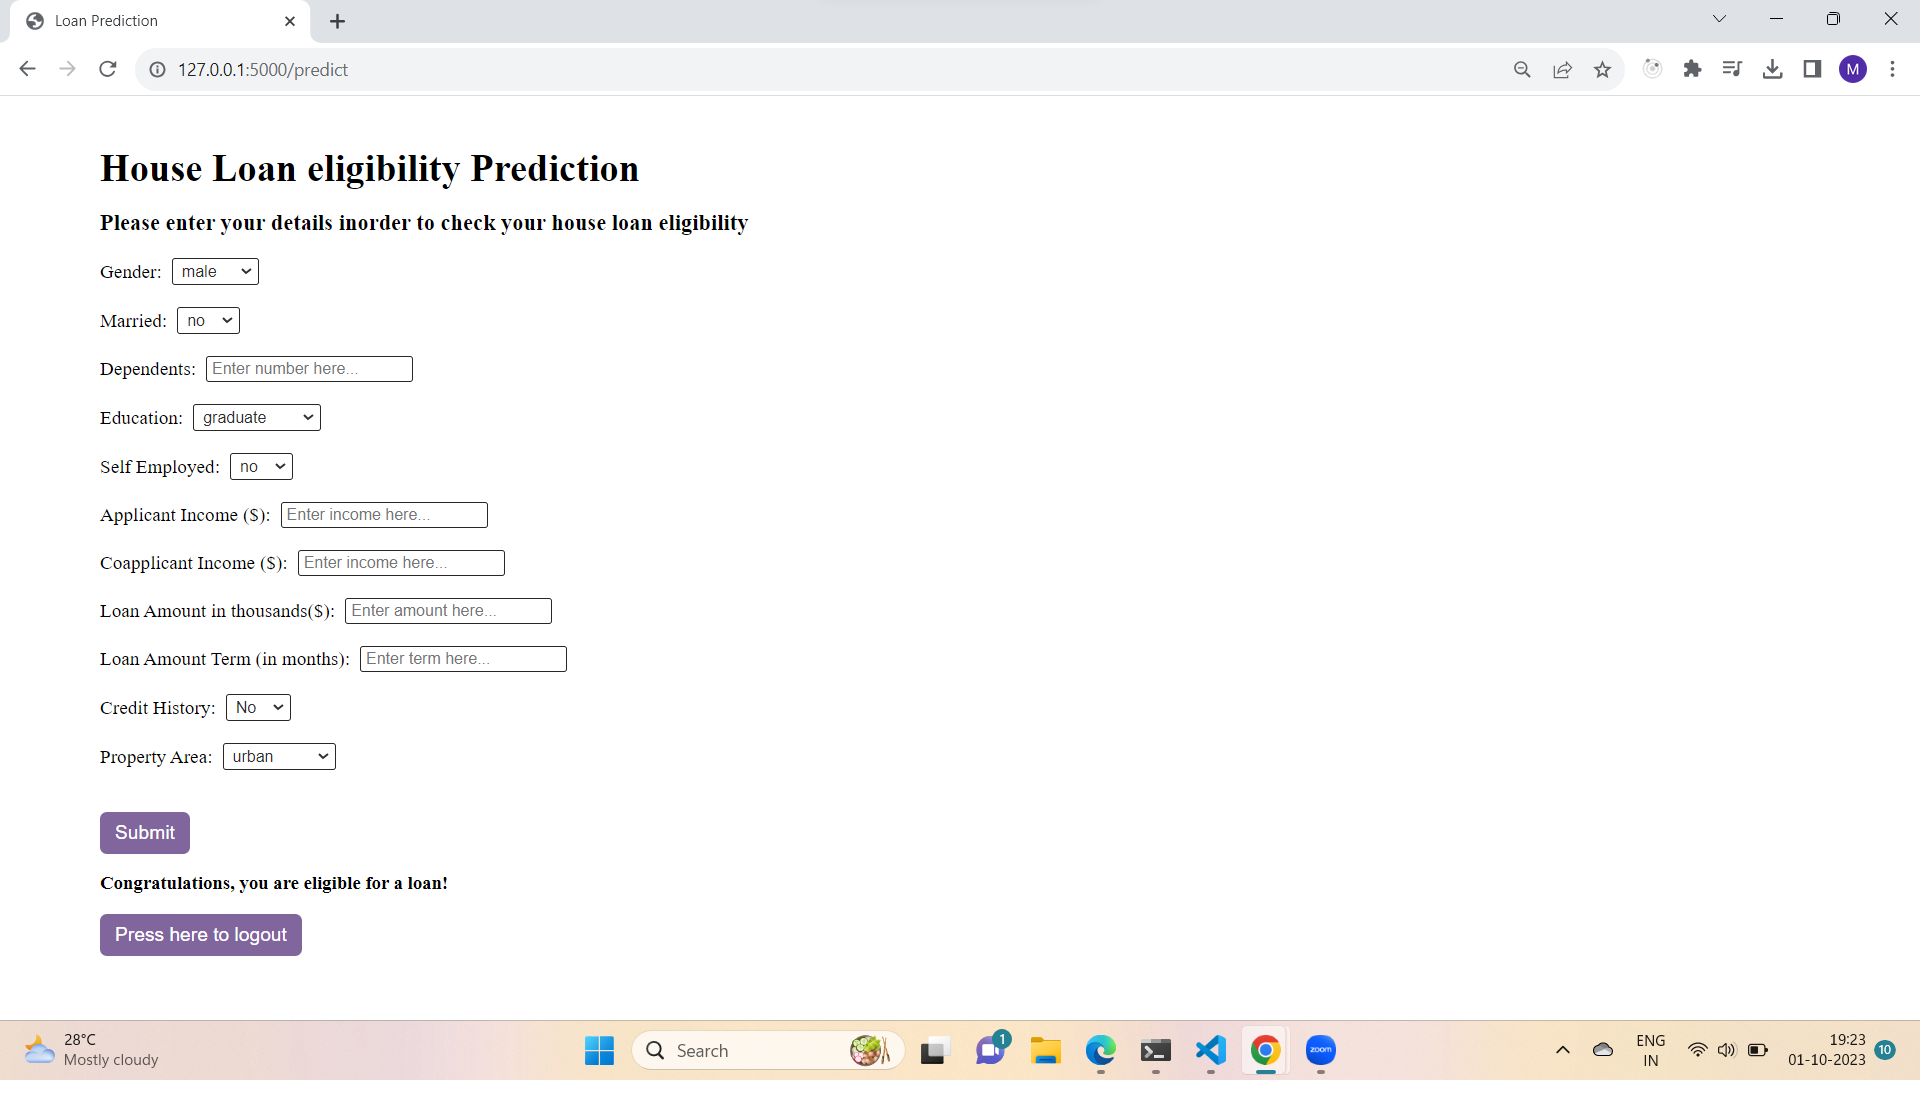 Loan Prediction
127.0.0.1:5000/predict
M
House Loan eligibility Prediction
Please enter your details inorder to check your house loan eligibility
Gender: male
Married: no
Dependents: Enter number here...
Education: graduate
Self Employed: no
Applicant Income ($): Enter income here...
Coapplicant Income ($): Enter income here...
Loan Amount in thousands($): Enter amount here...
Loan Amount Term (in months): Enter term here...
Credit History: No
Property Area: urban
Submit
Congratulations, you are eligible for a loan!
Press here to logout
28°C
Mostly cloudy
Search
1
zoom
ENG
IN
19:23
01-10-2023
10